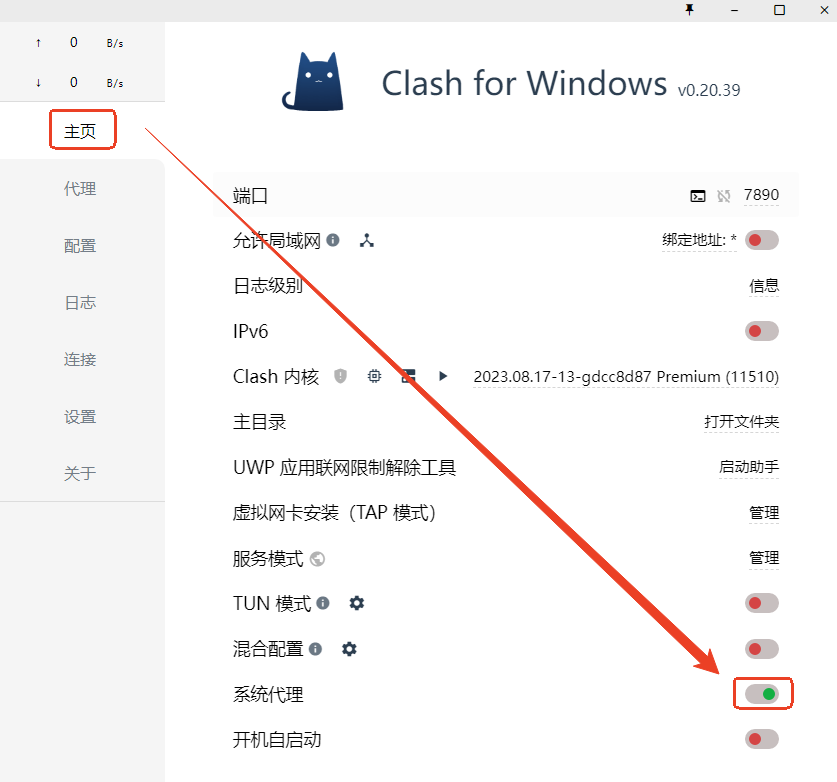 ↑ 0 B/s
↓ 0 B/s
主页
代理
配置
日志
连接
设置
关于
Clash for Windows v0.20.39
端口 7890
允许局域网 绑定地址: *
日志级别 信息
IPv6
Clash 内核 2023.08.17-13-gdcc8d87 Premium (11510)
主目录 打开文件夹
UWP 应用联网限制解除工具 启动助手
虚拟网卡安装（TAP 模式） 管理
服务模式 管理
TUN 模式
混合配置
系统代理
开机自启动